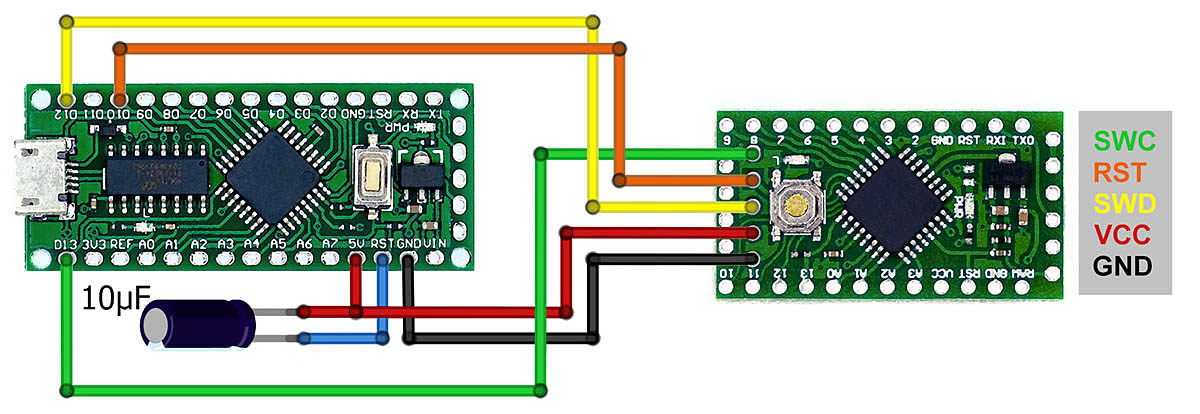 D12 D11 D10 D9 D8 D7 D6 D5 D4 D3 D2 GND RST RX TX
PWR
L
D13 3V3 REF A0 A1 A2 A3 A4 A5 A6 A7 5V RST GND VIN
10µF
9 8 7 6 5 4 3 2 GND RST RXI TXO
L
PWR
10 11 12 13 A0 A1 A2 A3 VCC RST GND RAW
SWC
RST
SWD
VCC
GND